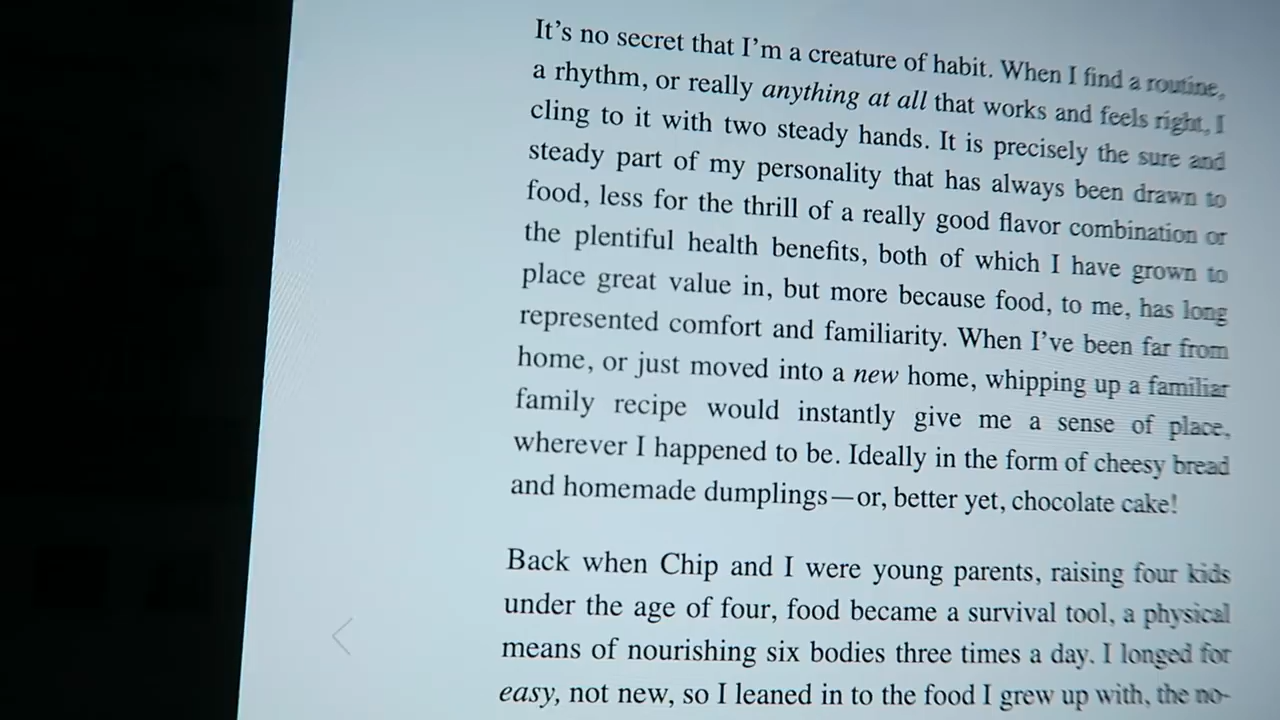 It’s no secret that I’m a creature of habit. When I find a routine,
a rhythm, or really anything at all that works and feels right, I
cling to it with two steady hands. It is precisely the sure and
steady part of my personality that has always been drawn to
food, less for the thrill of a really good flavor combination or
the plentiful health benefits, both of which I have grown to
place great value in, but more because food, to me, has long
represented comfort and familiarity. When I’ve been far from
home, or just moved into a new home, whipping up a familiar
family recipe would instantly give me a sense of place,
wherever I happened to be. Ideally in the form of cheesy bread
and homemade dumplings—or, better yet, chocolate cake!
Back when Chip and I were young parents, raising four kids
under the age of four, food became a survival tool, a physical
means of nourishing six bodies three times a day. I longed for
easy, not new, so I leaned in to the food I grew up with, the no-